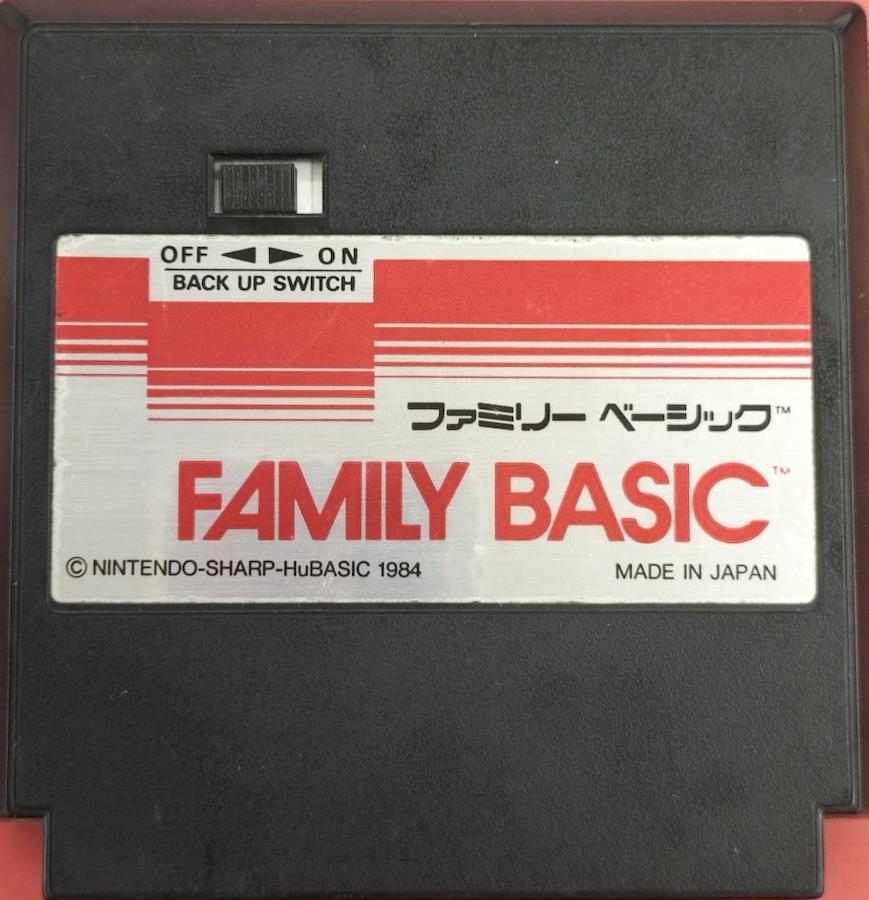 OFF ◀ ▶ ON
BACK UP SWITCH
ファミリー ベーシック™
FAMILY BASIC™
© NINTENDO-SHARP-HuBASIC 1984 MADE IN JAPAN